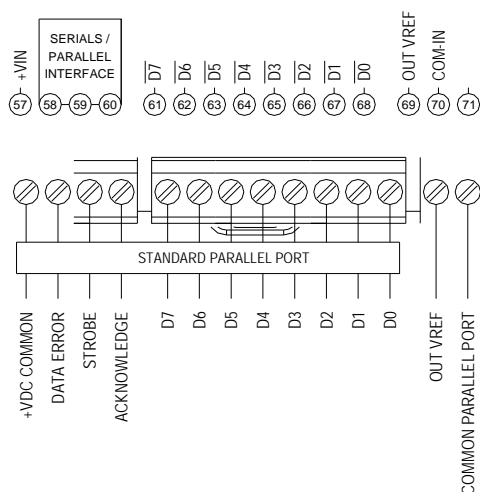 +VIN
SERIALS /
PARALLEL
INTERFACE
D7
D6
D5
D4
D3
D2
D1
D0
OUT VREF
COM-IN
57
58
59
60
61
62
63
64
65
66
67
68
69
70
71
STANDARD PARALLEL PORT
+VDC COMMON
DATA ERROR
STROBE
ACKNOWLEDGE
D7
D6
D5
D4
D3
D2
D1
D0
OUT VREF
COMMON PARALLEL PORT